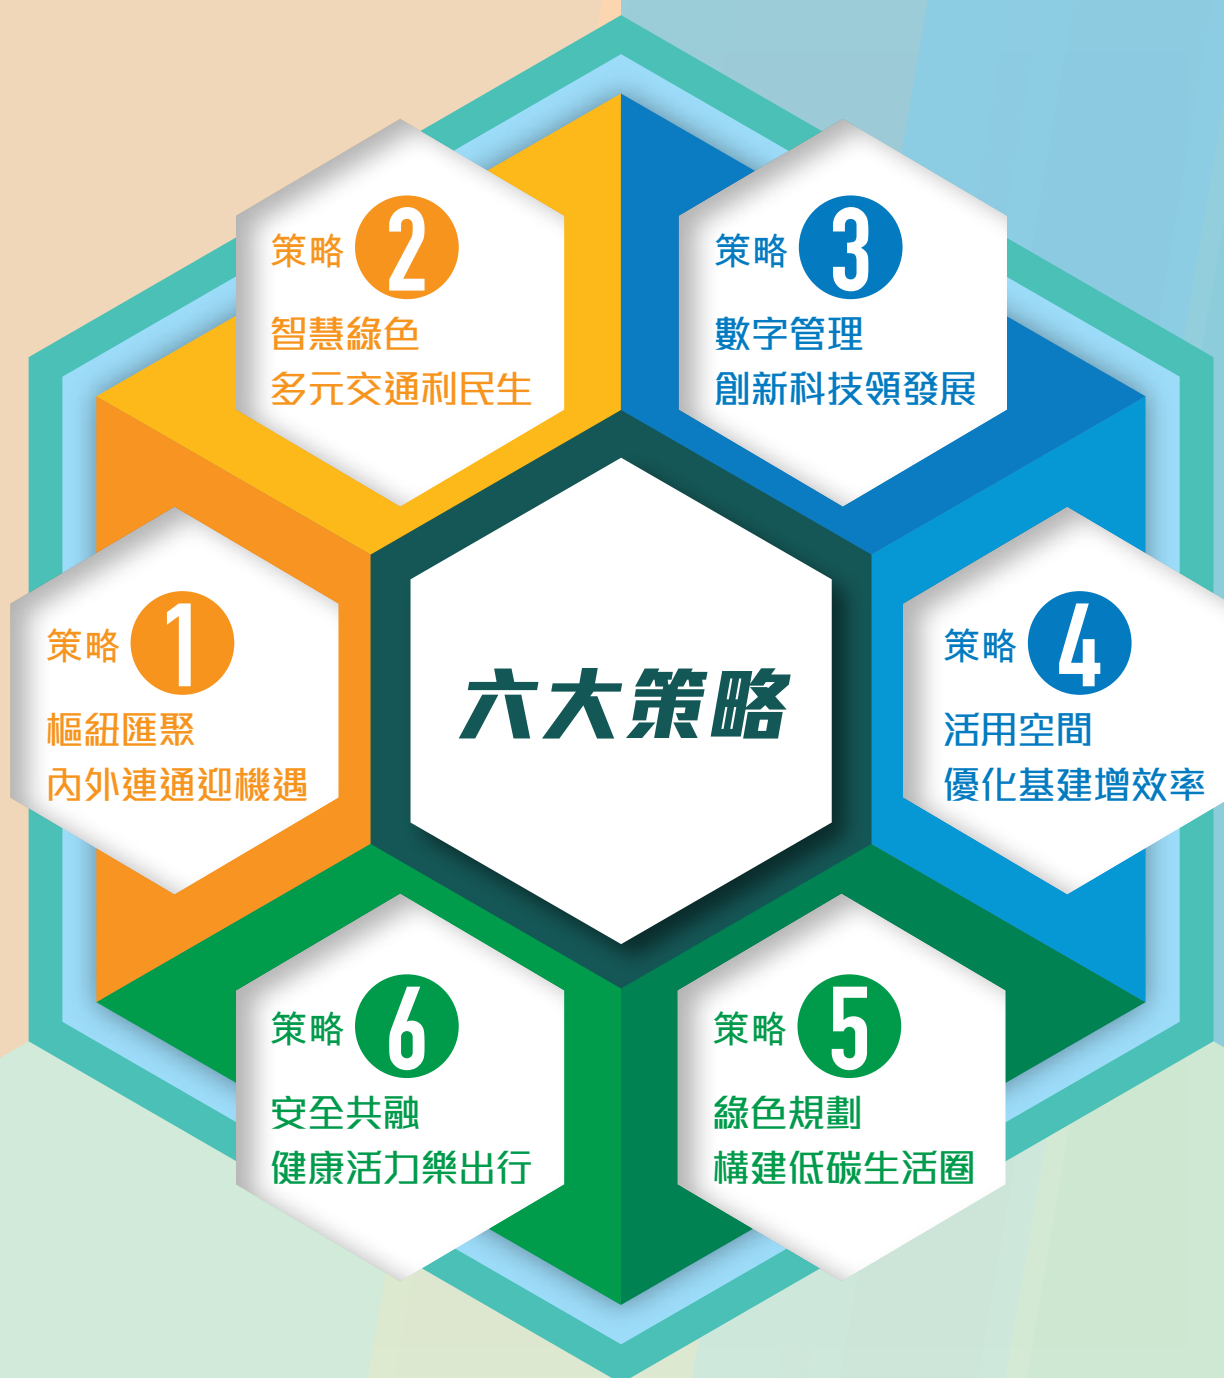 六大策略
策略 1
樞紐匯聚
內外連通迎機遇
策略 2
智慧綠色
多元交通利民生
策略 3
數字管理
創新科技領發展
策略 4
活用空間
優化基建增效率
策略 5
綠色規劃
構建低碳生活圈
策略 6
安全共融
健康活力樂出行